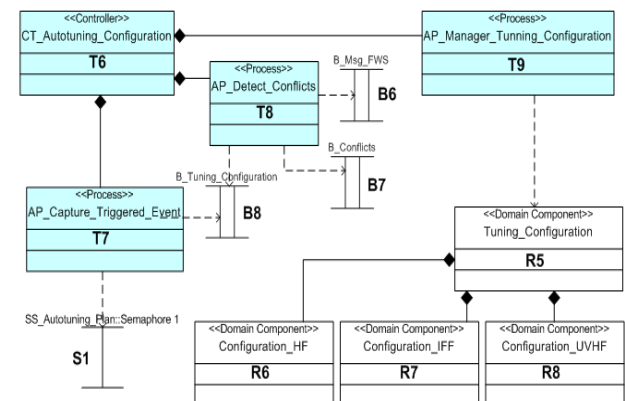 <<Controller>>
CT_Autotuning_Configuration
T6
<<Process>>
AP_Manager_Tunning_Configuration
T9
<<Process>>
AP_Detect_Conflicts
T8
B_Msg_FWS
B6
B_Conflicts
B7
B_Tuning_Configuration
B8
<<Process>>
AP_Capture_Triggered_Event
T7
<<Domain Component>>
Tuning_Configuration
R5
SS_Autotuning_Plan::Semaphore 1
S1
<<Domain Component>>
Configuration_HF
R6
<<Domain Component>>
Configuration_IFF
R7
<<Domain Component>>
Configuration_UVHF
R8